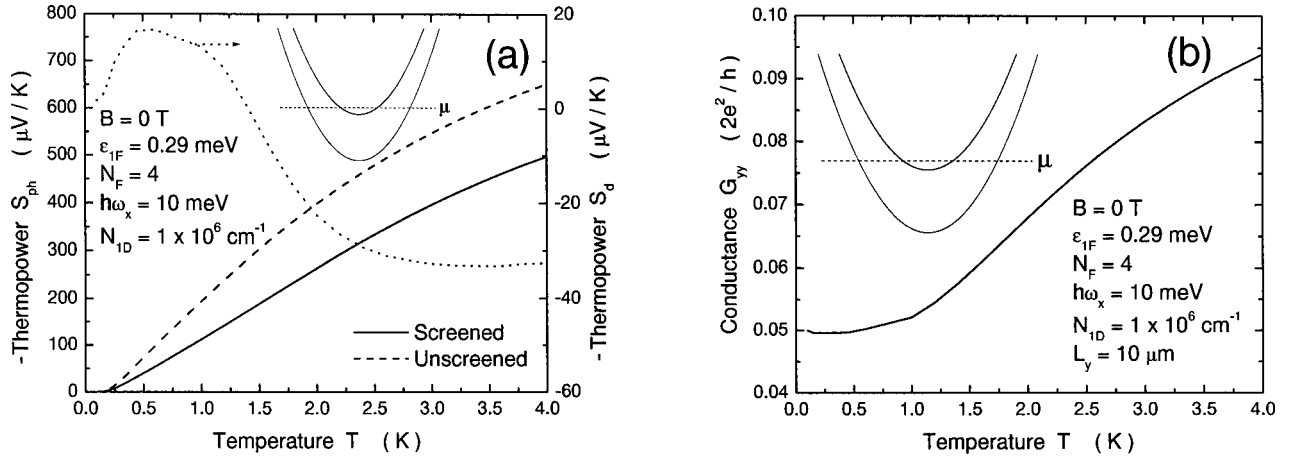 (a)
800
700
600
500
400
300
200
100
0
- Thermopower S_ph ( μV / K )
20
0
-20
-40
-60
- Thermopower S_d ( μV / K )
B = 0 T
ε_1F = 0.29 meV
N_F = 4
hω_x = 10 meV
N_1D = 1 x 10^6 cm^-1
μ
Screened
Unscreened
0.0 0.5 1.0 1.5 2.0 2.5 3.0 3.5 4.0
Temperature T ( K )
(b)
0.10
0.09
0.08
0.07
0.06
0.05
0.04
Conductance G_yy ( 2e^2 / h )
μ
B = 0 T
ε_1F = 0.29 meV
N_F = 4
hω_x = 10 meV
N_1D = 1 x 10^6 cm^-1
L_y = 10 μm
0.0 0.5 1.0 1.5 2.0 2.5 3.0 3.5 4.0
Temperature T ( K )